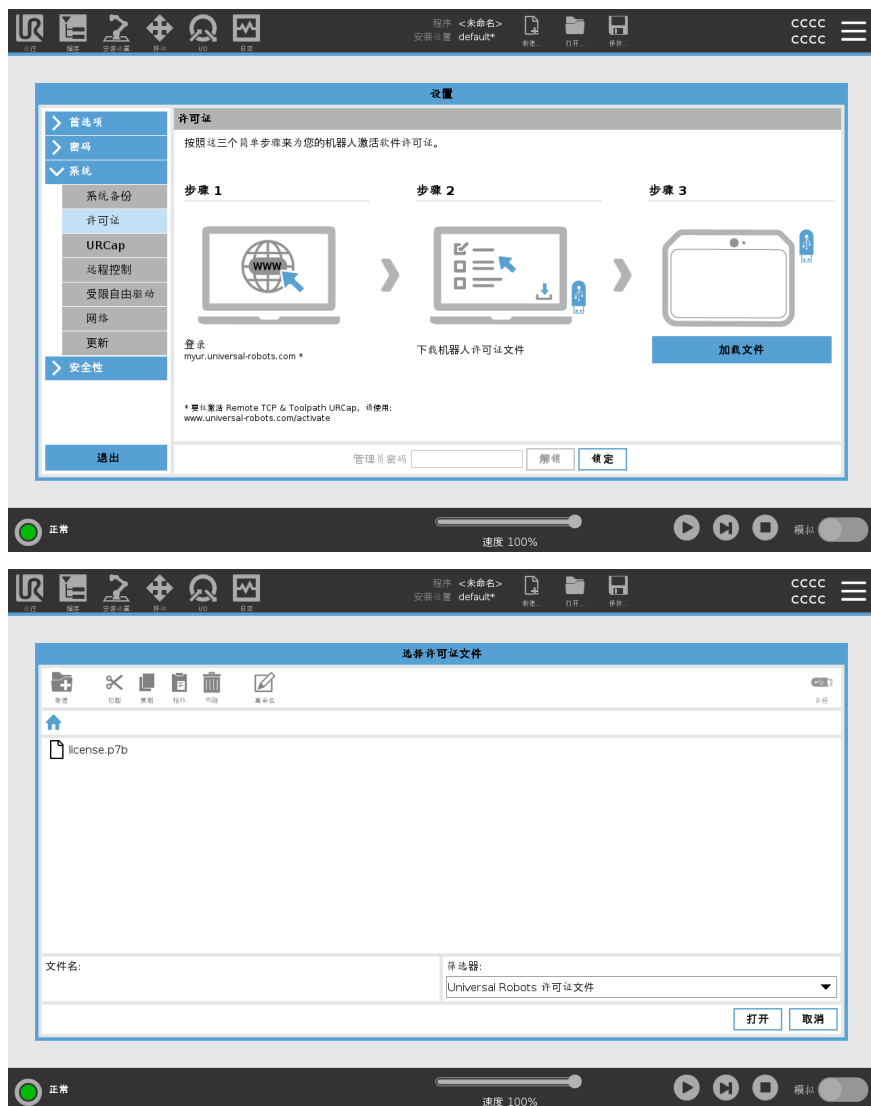 程序 <未命名>
安装设置 default*
CCCC
CCCC
运行 程序 安装设置 移动 I/O 日志 新建... 打开... 保存...
设置
首选项
密码
系统
系统备份
许可证
URCap
远程控制
受限自由驱动
网络
更新
安全性
退出
许可证
按照这三个简单步骤来为您的机器人激活软件许可证。
步骤 1
步骤 2
步骤 3
WWW
登录
myur.universal-robots.com *
下载机器人许可证文件
加载文件
* 要仅激活 Remote TCP & Toolpath URCap，请使用:
www.universal-robots.com/activate
管理员密码 解锁 锁定
正常
速度 100%
模拟
程序 <未命名>
安装设置 default*
CCCC
CCCC
运行 程序 安装设置 移动 I/O 日志 新建... 打开... 保存...
选择许可证文件
新建 切割 复制 粘贴 删除 重命名 备份
license.p7b
文件名:
筛选器:
Universal Robots 许可证文件
打开 取消
正常
速度 100%
模拟